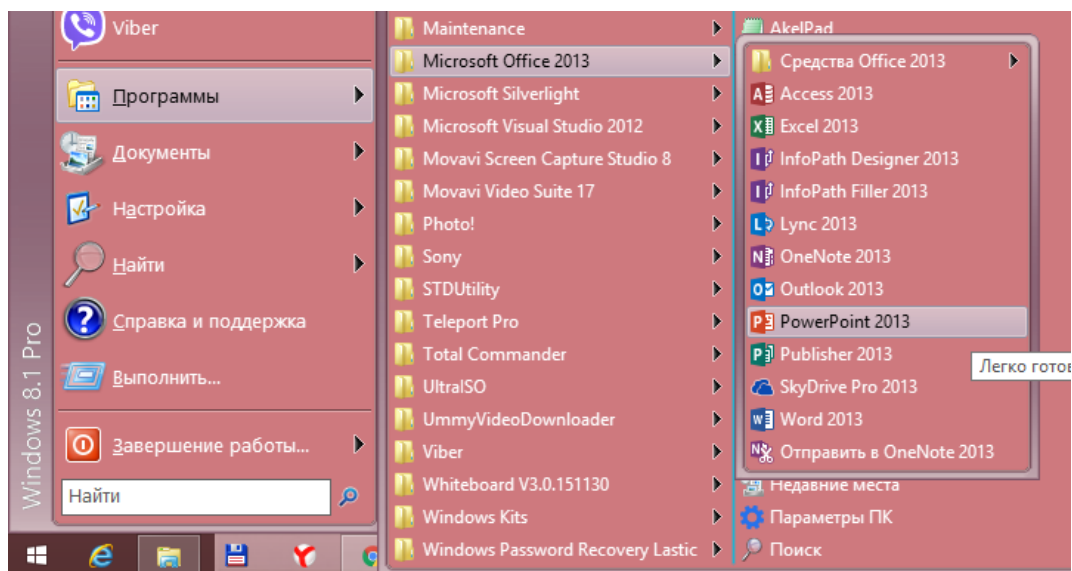 Viber
Программы
Документы
Настройка
Найти
Справка и поддержка
Выполнить...
Завершение работы...
Найти
Windows 8.1 Pro
Maintenance
Microsoft Office 2013
Microsoft Silverlight
Microsoft Visual Studio 2012
Movavi Screen Capture Studio 8
Movavi Video Suite 17
Photo!
Sony
STDUtility
Teleport Pro
Total Commander
UltraISO
UmmyVideoDownloader
Viber
Whiteboard V3.0.151130
Windows Kits
Windows Password Recovery Lastic
AkelPad
Средства Office 2013
Access 2013
Excel 2013
InfoPath Designer 2013
InfoPath Filler 2013
Lync 2013
OneNote 2013
Outlook 2013
PowerPoint 2013
Publisher 2013
Легко готов
SkyDrive Pro 2013
Word 2013
Отправить в OneNote 2013
Недавние места
Параметры ПК
Поиск